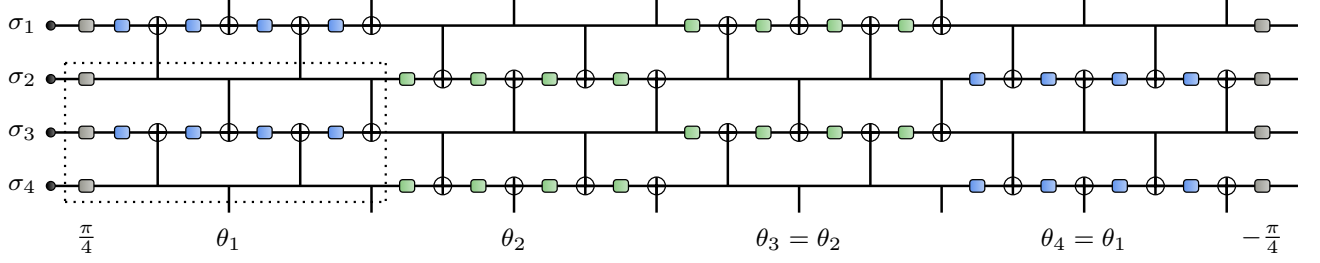 σ₁
σ₂
σ₃
σ₄
π/4 θ₁ θ₂ θ₃ = θ₂ θ₄ = θ₁ −π/4